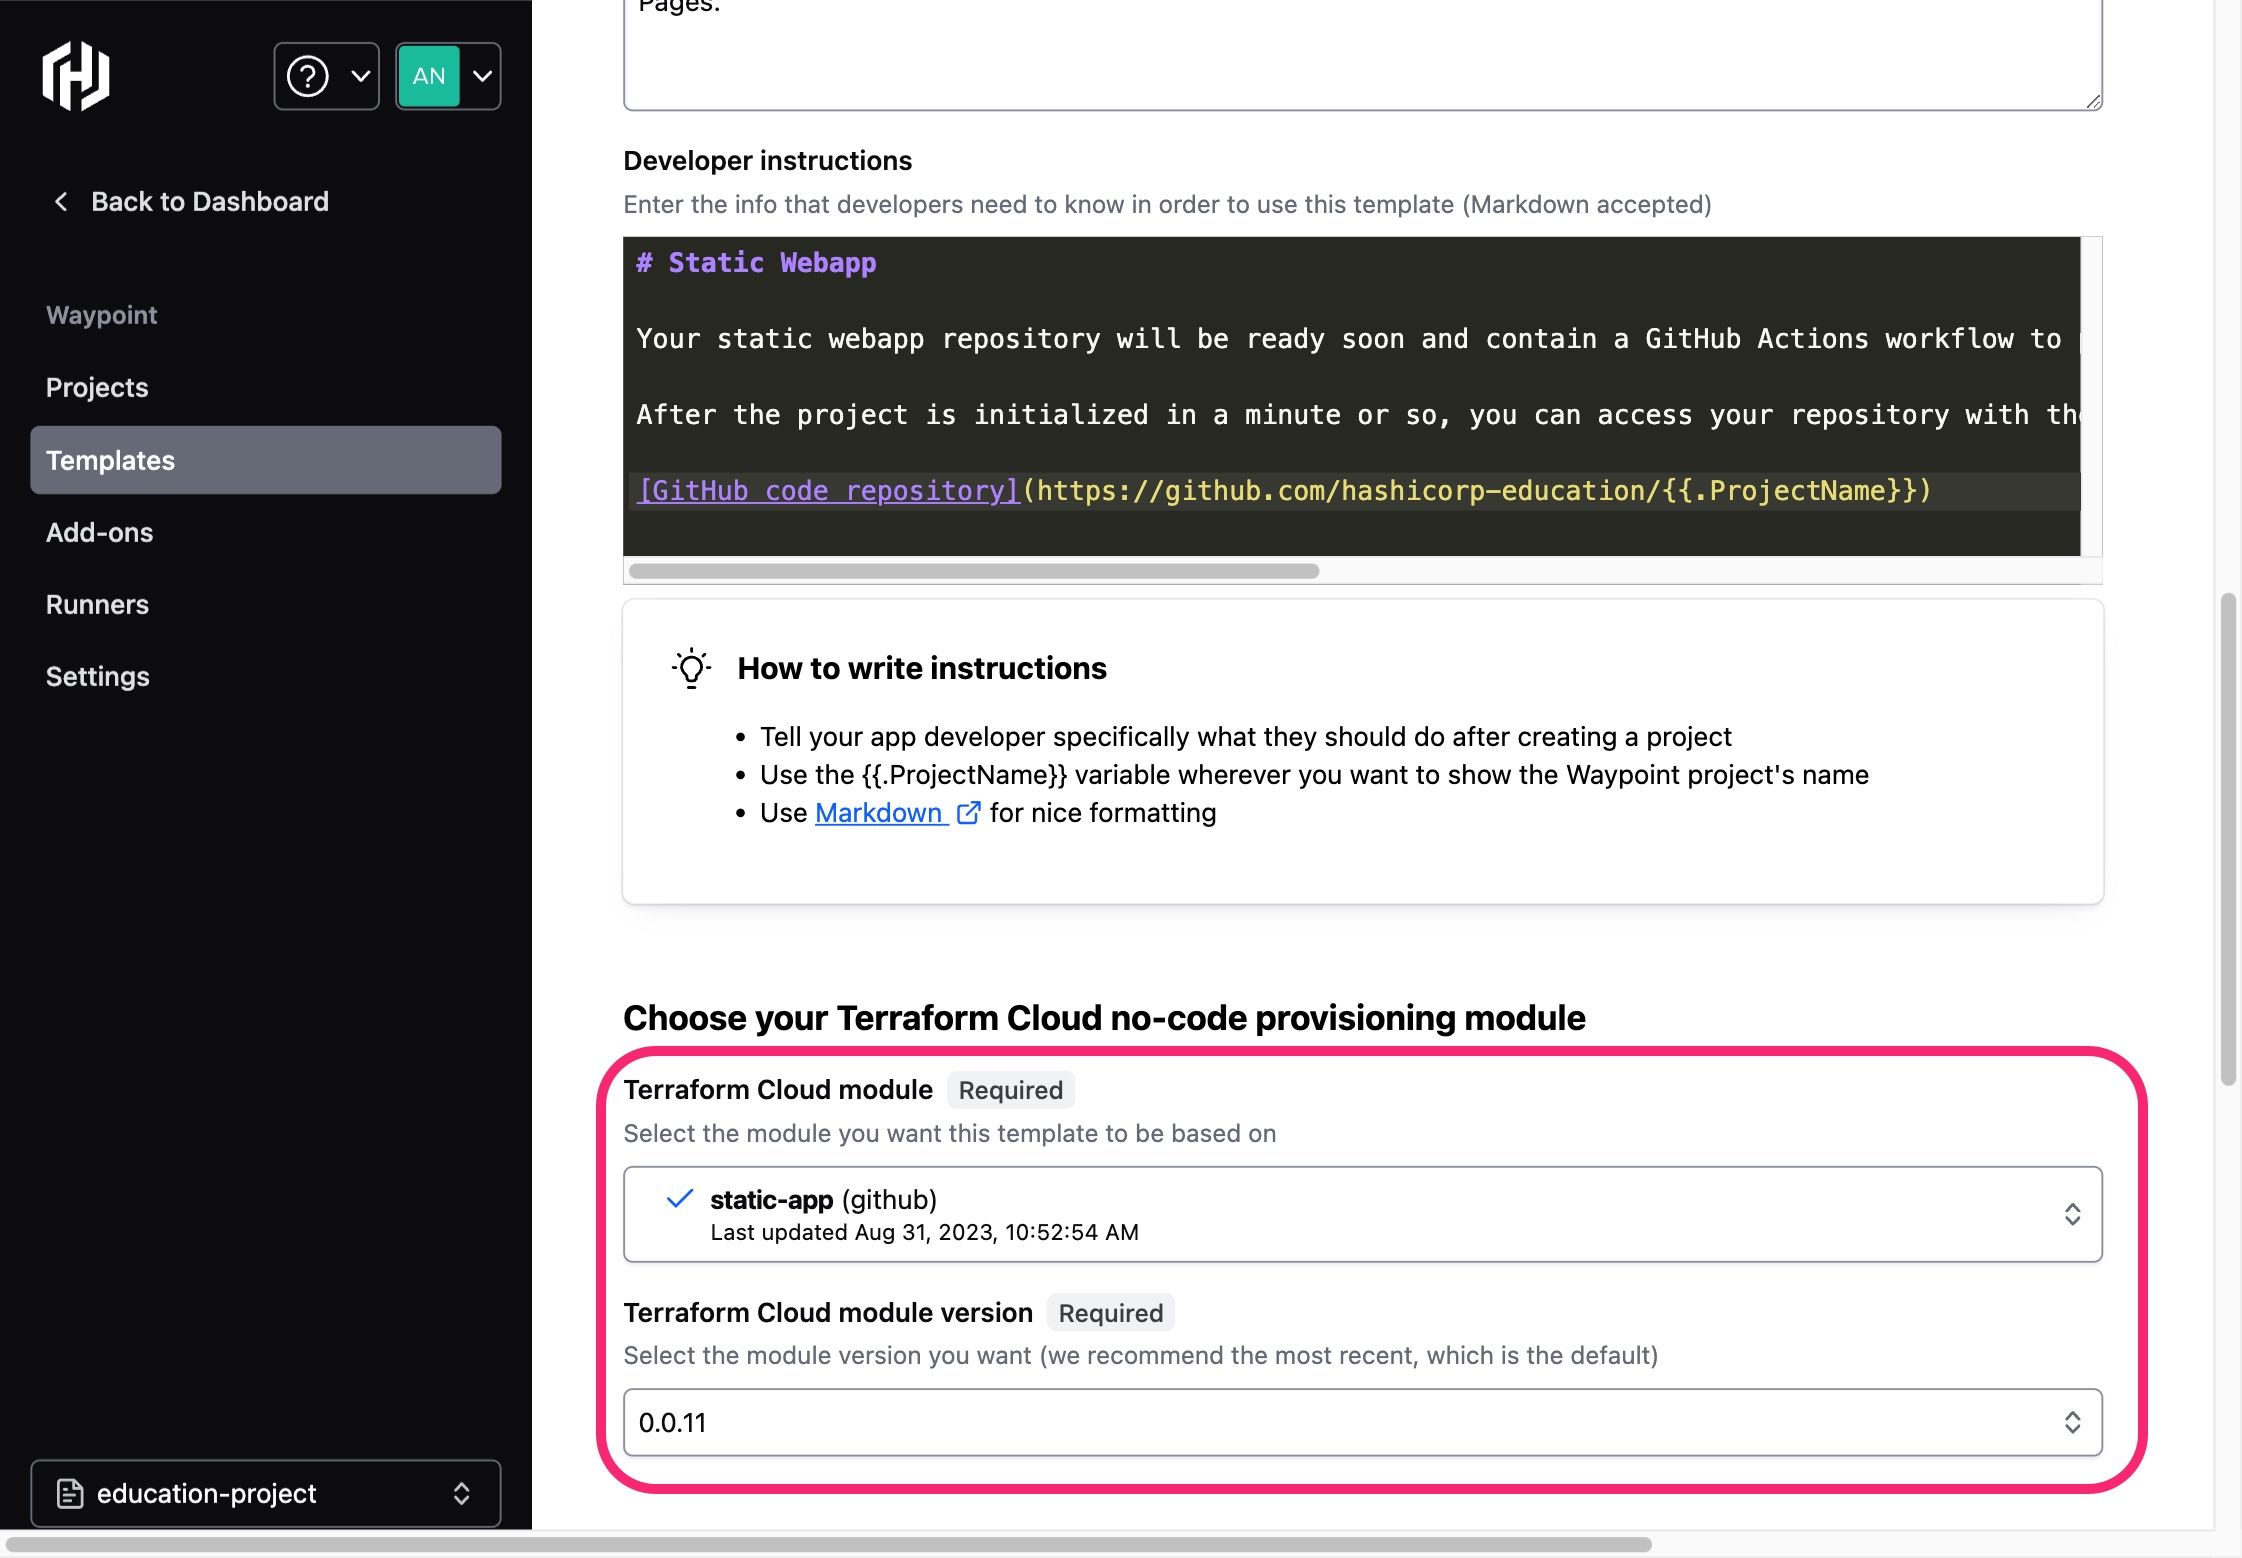 Pages.
AN
Developer instructions
Back to Dashboard
Enter the info that developers need to know in order to use this template (Markdown accepted)
# Static Webapp
Waypoint
Your static webapp repository will be ready soon and contain a GitHub Actions workflow to
Projects
After the project is initialized in a minute or so, you can access your repository with the
Templates
[GitHub code repository](https://github.com/hashicorp-education/{{.ProjectName}})
Add-ons
Runners
Settings
How to write instructions
• Tell your app developer specifically what they should do after creating a project
• Use the {{.ProjectName}} variable wherever you want to show the Waypoint project's name
• Use Markdown for nice formatting
Choose your Terraform Cloud no-code provisioning module
Terraform Cloud module Required
Select the module you want this template to be based on
static-app (github)
Last updated Aug 31, 2023, 10:52:54 AM
Terraform Cloud module version Required
Select the module version you want (we recommend the most recent, which is the default)
0.0.11
education-project